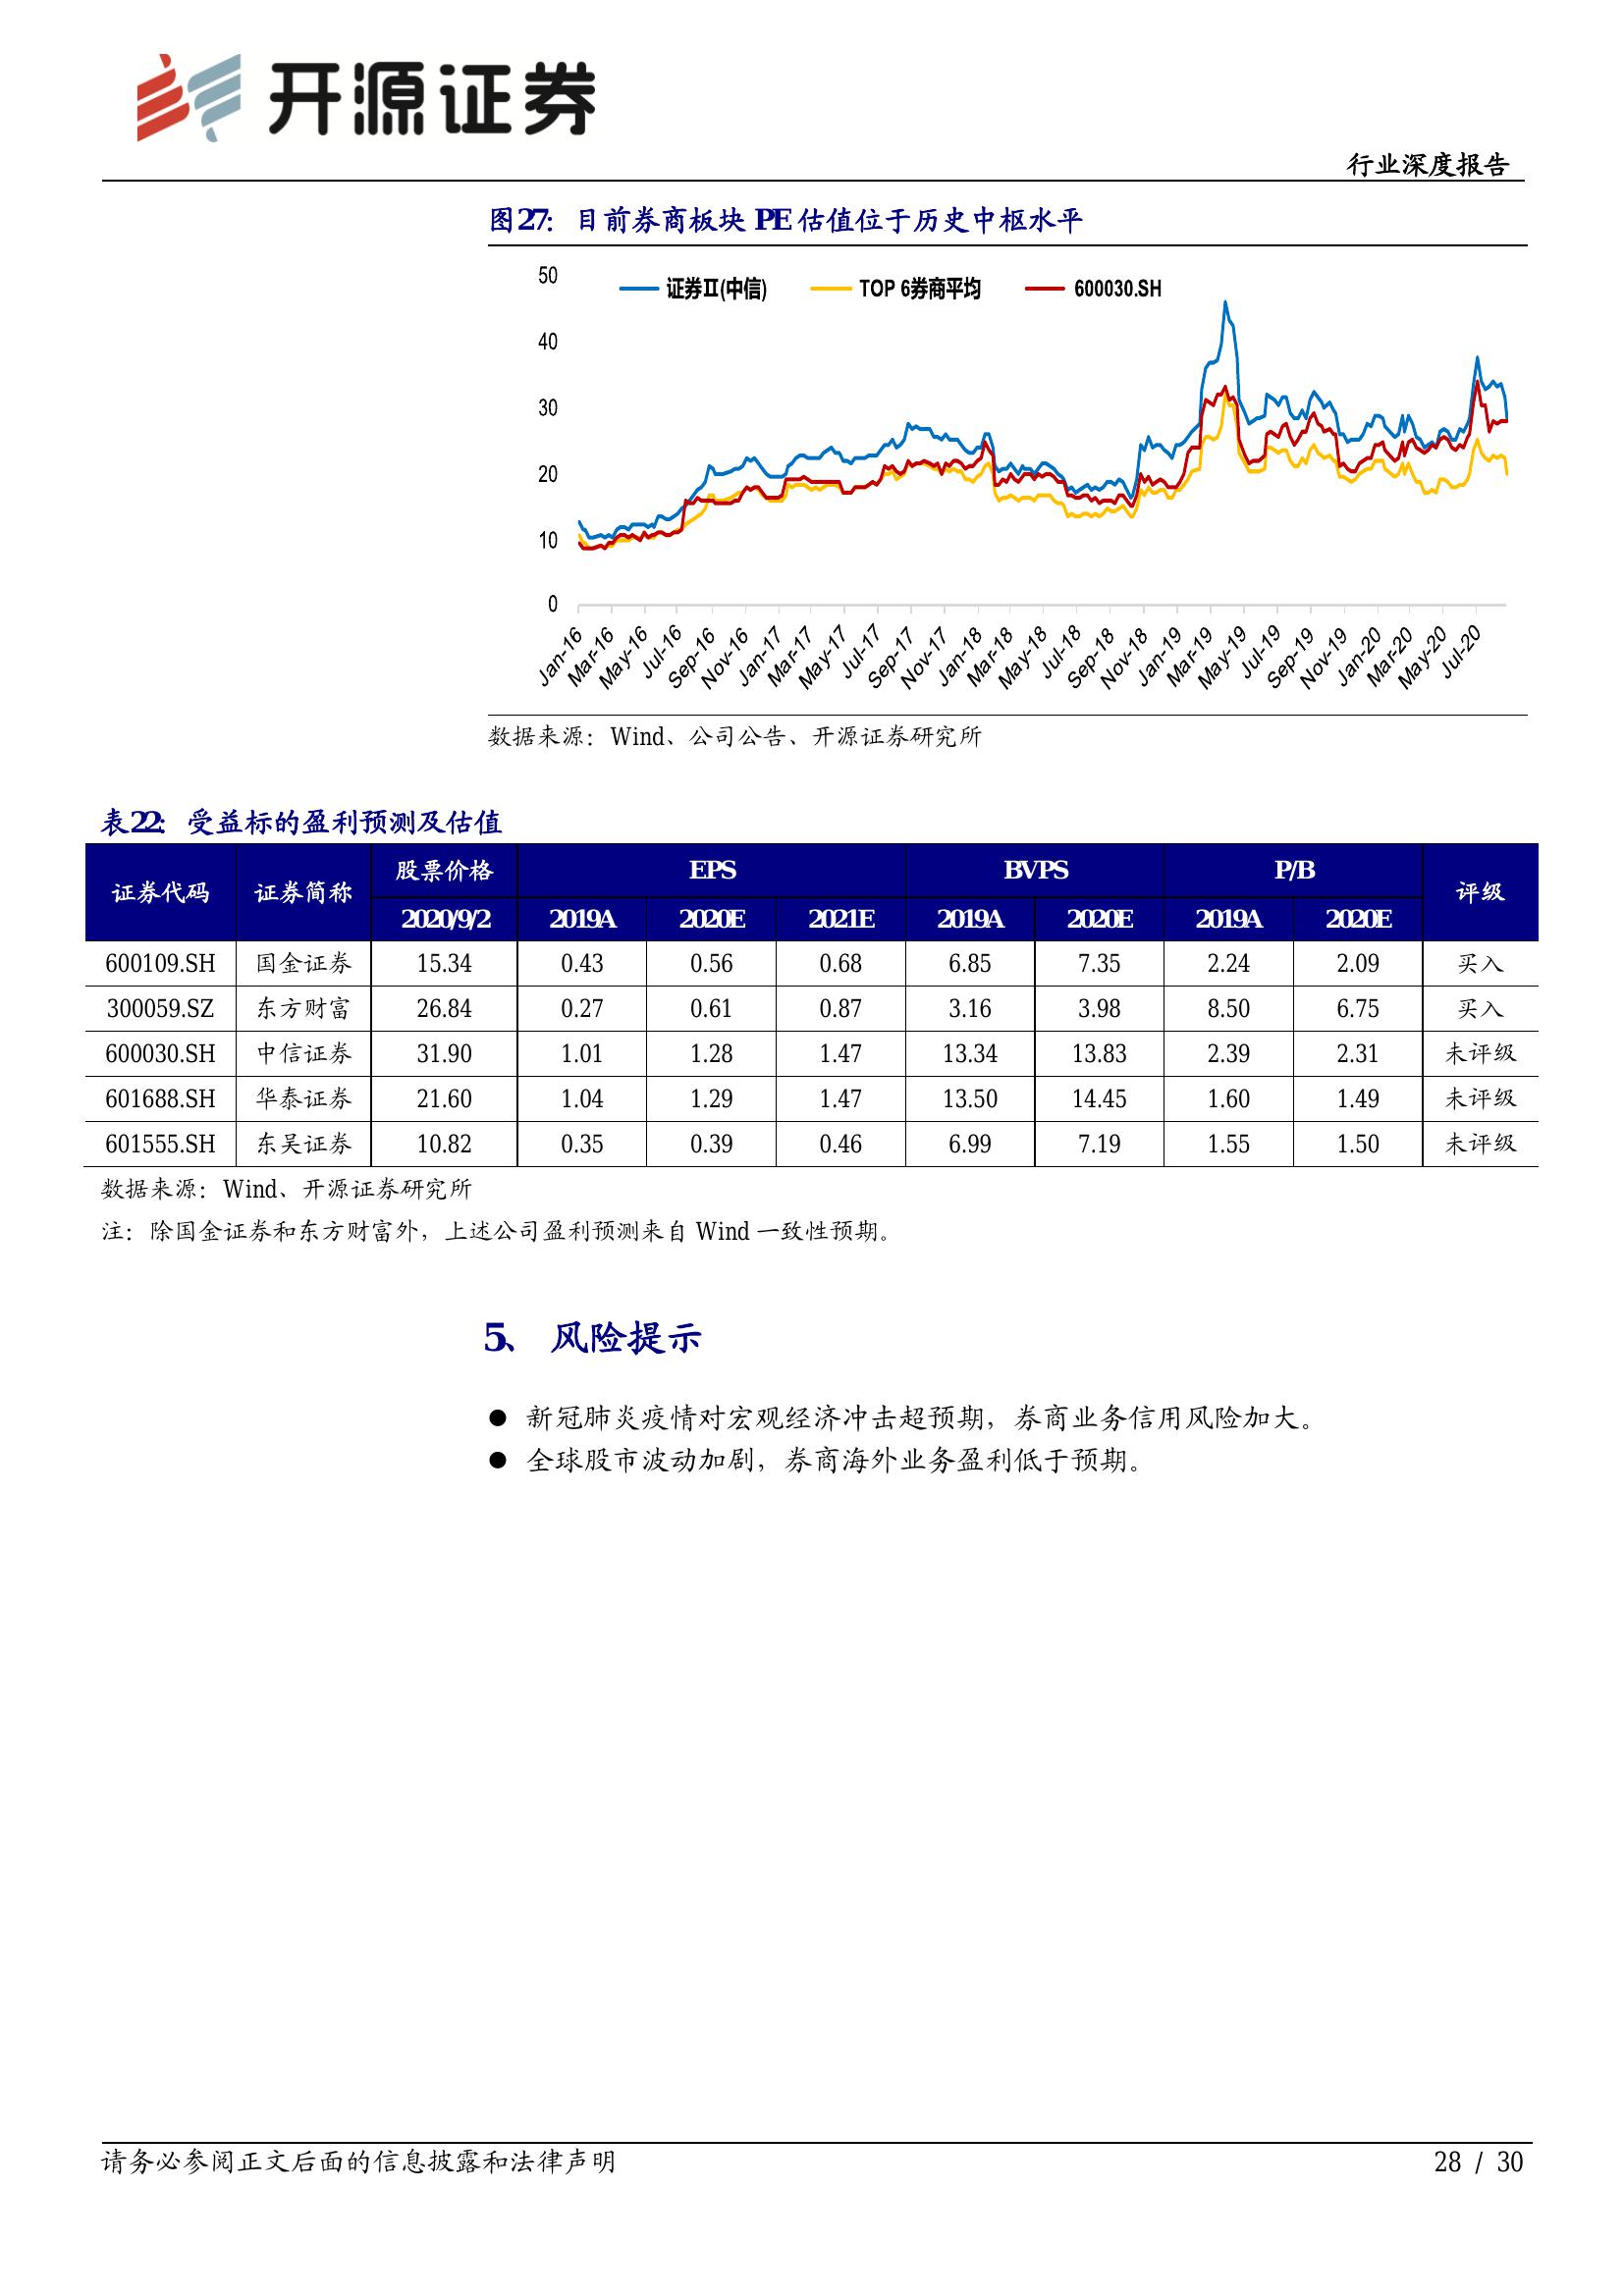 开源证券
行业深度报告
图27： 目前券商板块 PE 估值位于历史中枢水平
证券II(中信) TOP 6券商平均 600030.SH
50
40
30
20
10
0
Jan-16 Mar-16 May-16 Jul-16 Sep-16 Nov-16 Jan-17 Mar-17 May-17 Jul-17 Sep-17 Nov-17 Jan-18 Mar-18 May-18 Jul-18 Sep-18 Nov-18 Jan-19 Mar-19 May-19 Jul-19 Sep-19 Nov-19 Jan-20 Mar-20 May-20 Jul-20
数据来源：Wind、公司公告、开源证券研究所
表22： 受益标的盈利预测及估值
证券代码 证券简称 股票价格 EPS BVPS P/B 评级
2020/9/2 2019A 2020E 2021E 2019A 2020E 2019A 2020E
600109.SH 国金证券 15.34 0.43 0.56 0.68 6.85 7.35 2.24 2.09 买入
300059.SZ 东方财富 26.84 0.27 0.61 0.87 3.16 3.98 8.50 6.75 买入
600030.SH 中信证券 31.90 1.01 1.28 1.47 13.34 13.83 2.39 2.31 未评级
601688.SH 华泰证券 21.60 1.04 1.29 1.47 13.50 14.45 1.60 1.49 未评级
601555.SH 东吴证券 10.82 0.35 0.39 0.46 6.99 7.19 1.55 1.50 未评级
数据来源：Wind、开源证券研究所
注：除国金证券和东方财富外，上述公司盈利预测来自 Wind 一致性预期。
5、 风险提示
● 新冠肺炎疫情对宏观经济冲击超预期，券商业务信用风险加大。
● 全球股市波动加剧，券商海外业务盈利低于预期。
请务必参阅正文后面的信息披露和法律声明
28 / 30